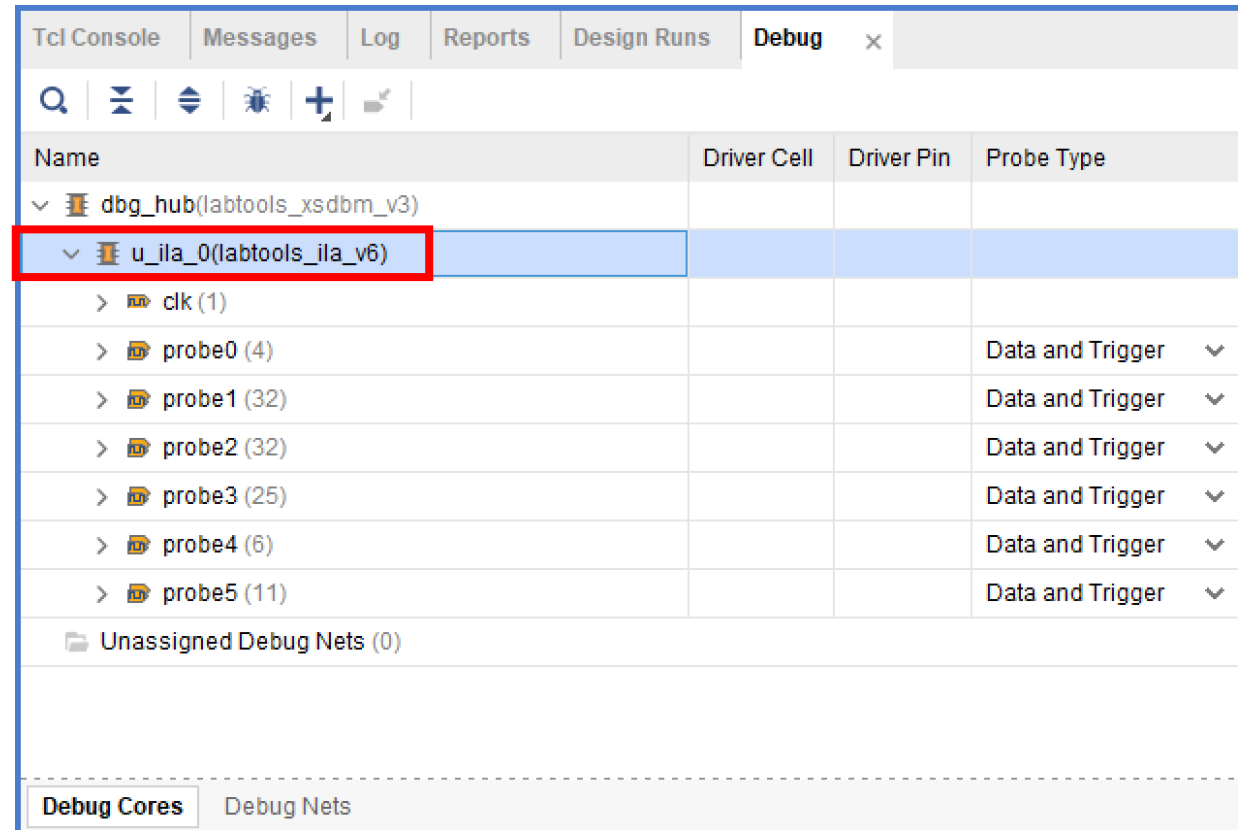 Tcl Console Messages Log Reports Design Runs Debug
Name Driver Cell Driver Pin Probe Type
dbg_hub(labtools_xsdbm_v3)
u_ila_0(labtools_ila_v6)
clk (1)
probe0 (4) Data and Trigger
probe1 (32) Data and Trigger
probe2 (32) Data and Trigger
probe3 (25) Data and Trigger
probe4 (6) Data and Trigger
probe5 (11) Data and Trigger
Unassigned Debug Nets (0)
Debug Cores Debug Nets